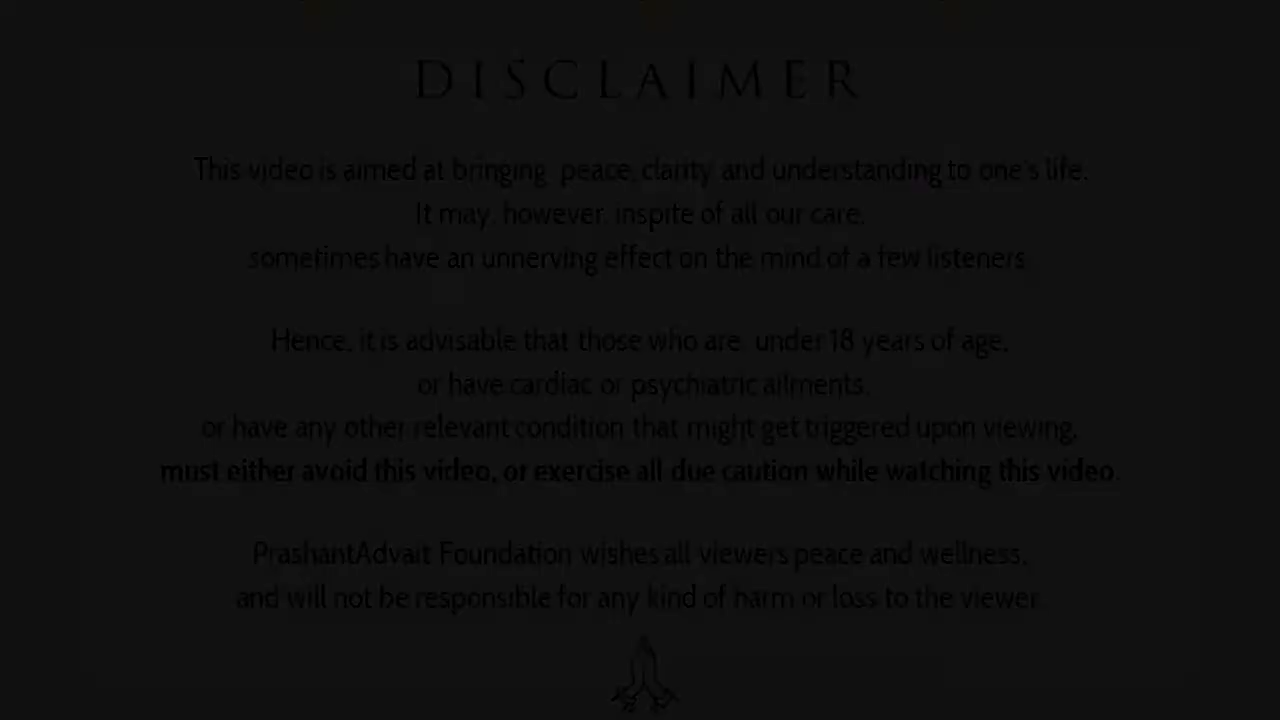 DISCLAIMER
This video is aimed at bringing peace, clarity and understanding to one's life.
It may, however, inspite of all our care,
sometimes have an unnerving effect on the mind of a few listeners.
Hence, it is advisable that those who are under 18 years of age,
or have cardiac or psychiatric ailments,
or have any other relevant condition that might get triggered upon viewing,
must either avoid this video, or exercise all due caution while watching this video.
PrashantAdvait Foundation wishes all viewers peace and wellness,
and will not be responsible for any kind of harm or loss to the viewer.